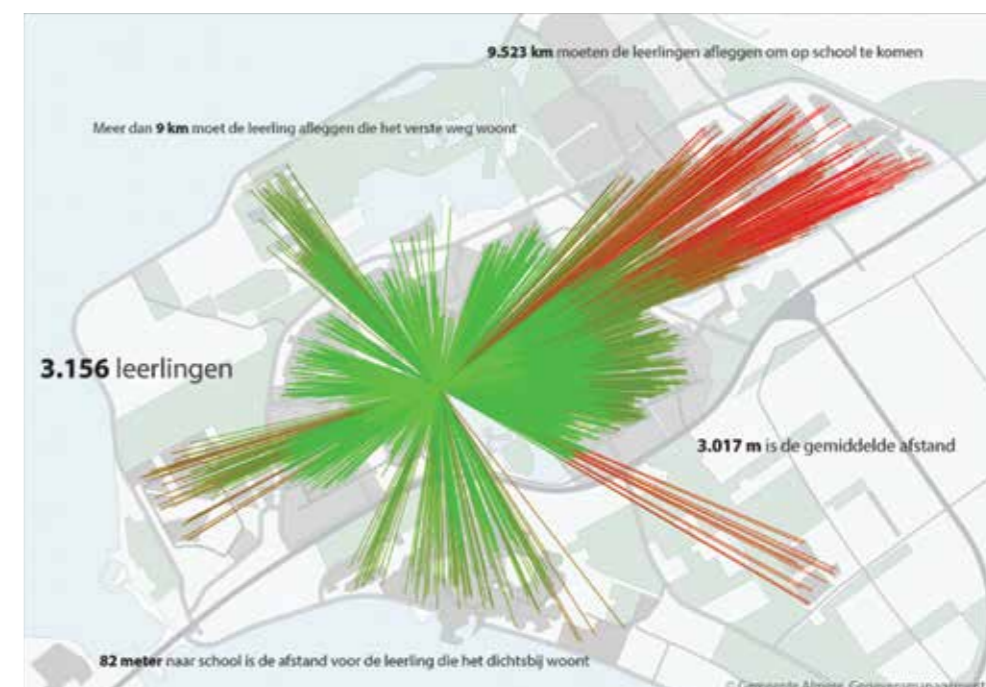 9.523 km moeten de leerlingen afleggen om op school te komen
Meer dan 9 km moet de leerling afleggen die het verste weg woont
3.156 leerlingen
3.017 m is de gemiddelde afstand
82 meter naar school is de afstand voor de leerling die het dichtsbij woont
© Gemeente Almere